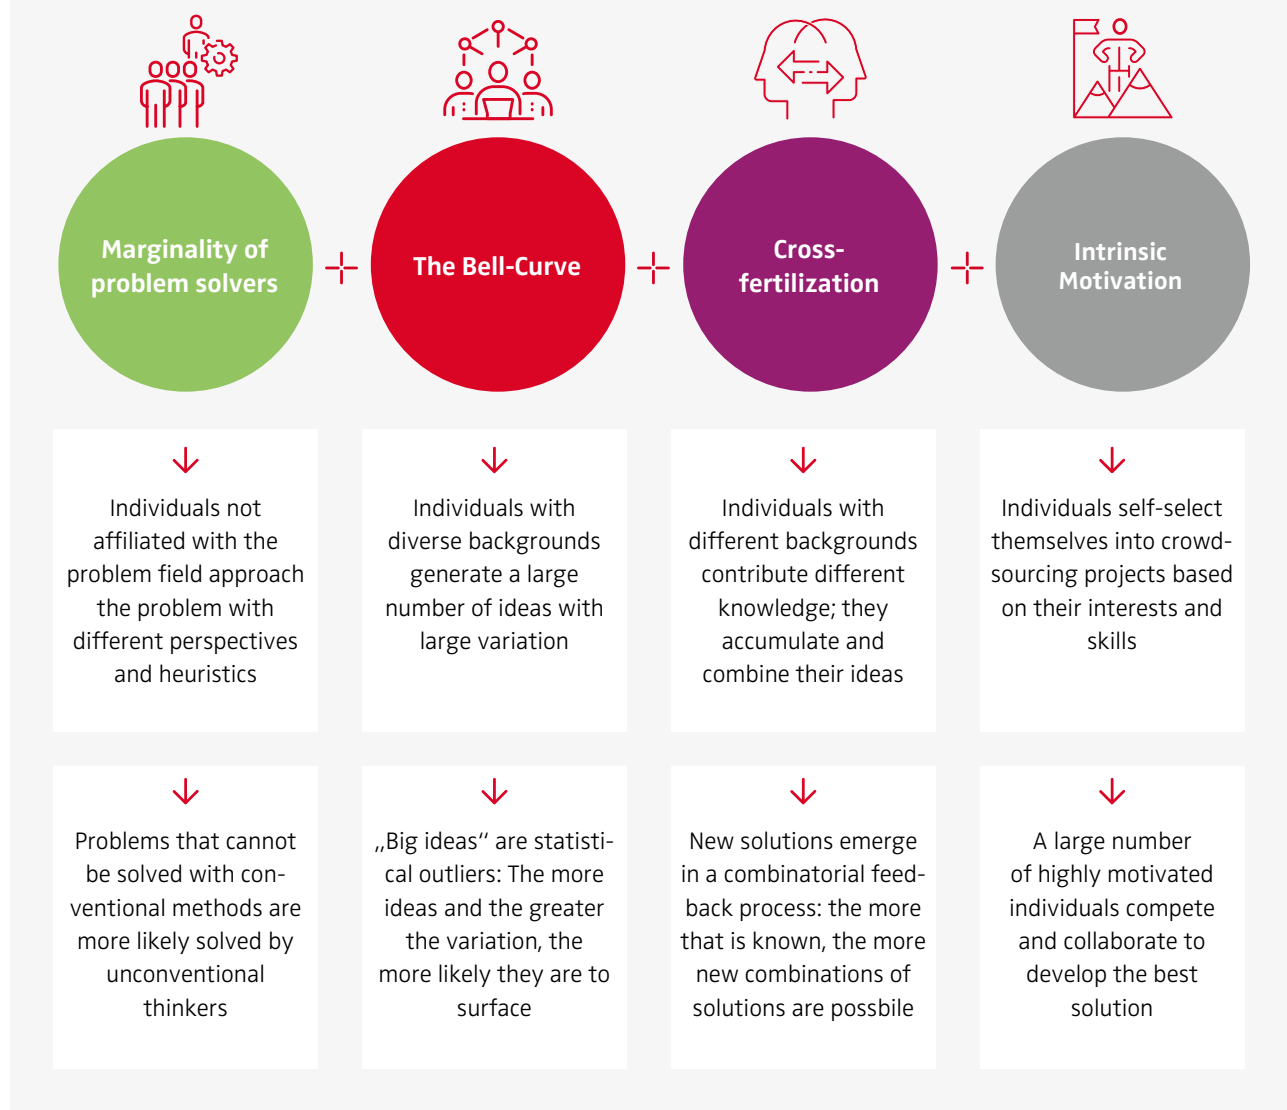 Marginality of
problem solvers
The Bell-Curve
Cross-
fertilization
Intrinsic
Motivation
Individuals not
affiliated with the
problem field approach
the problem with
different perspectives
and heuristics
Individuals with
diverse backgrounds
generate a large
number of ideas with
large variation
Individuals with
different backgrounds
contribute different
knowledge; they
accumulate and
combine their ideas
Individuals self-select
themselves into crowd-
sourcing projects based
on their interests and
skills
Problems that cannot
be solved with con-
ventional methods are
more likely solved by
unconventional
thinkers
„Big ideas“ are statisti-
cal outliers: The more
ideas and the greater
the variation, the
more likely they are to
surface
New solutions emerge
in a combinatorial feed-
back process: the more
that is known, the more
new combinations of
solutions are possbile
A large number
of highly motivated
individuals compete
and collaborate to
develop the best
solution